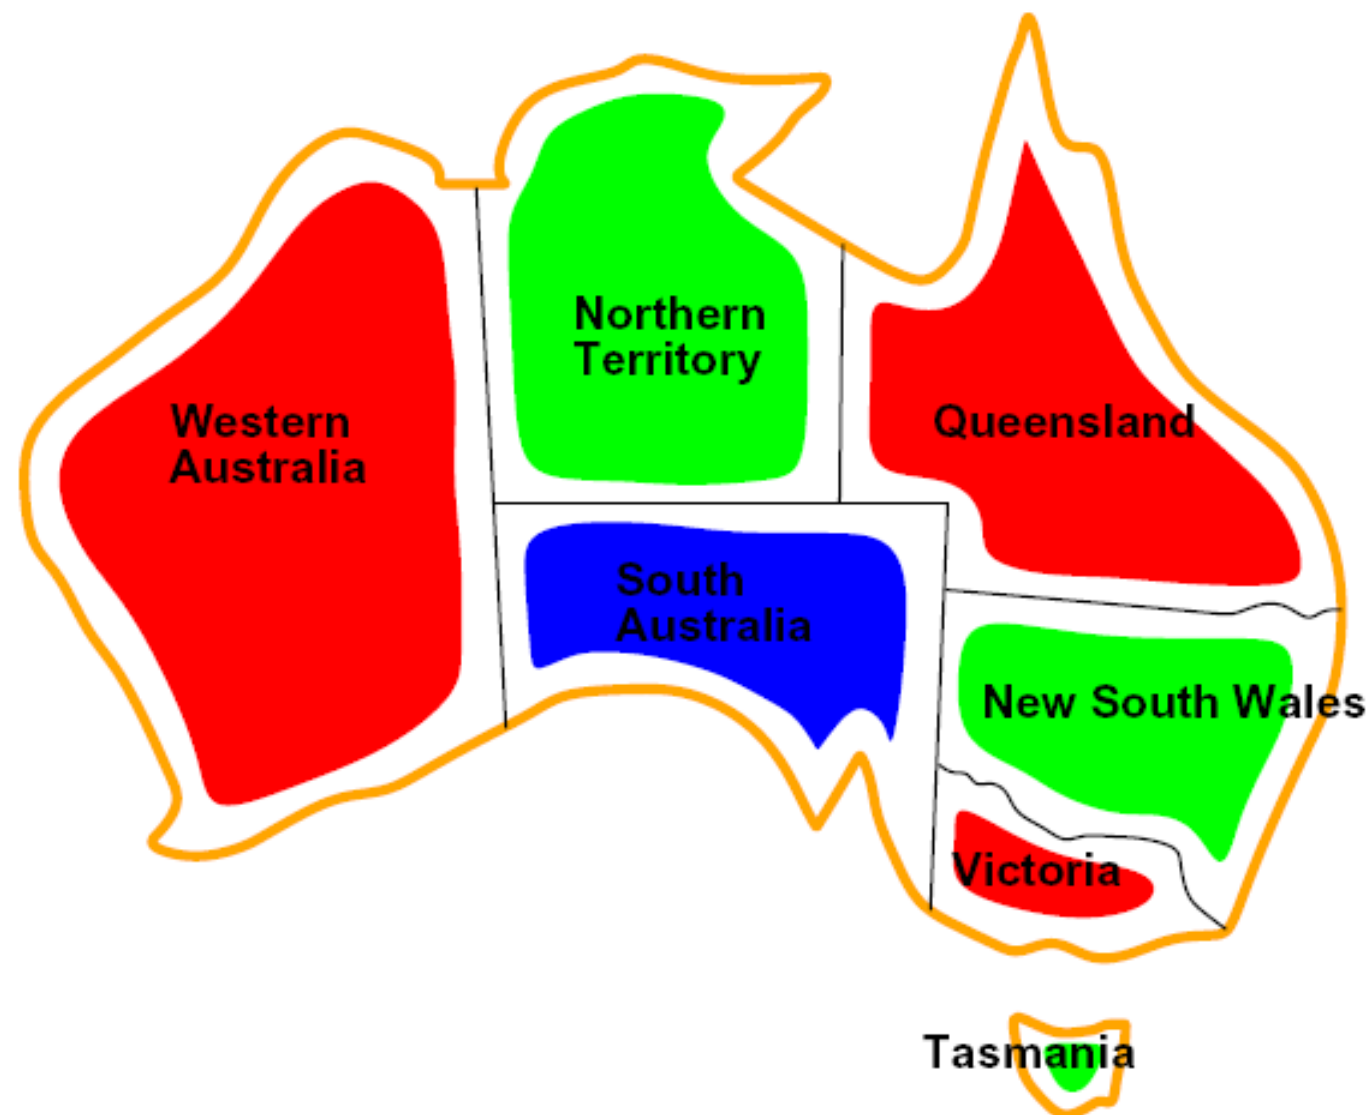 Northern
Territory
Western
Australia
Queensland
South
Australia
New South Wales
Victoria
Tasmania